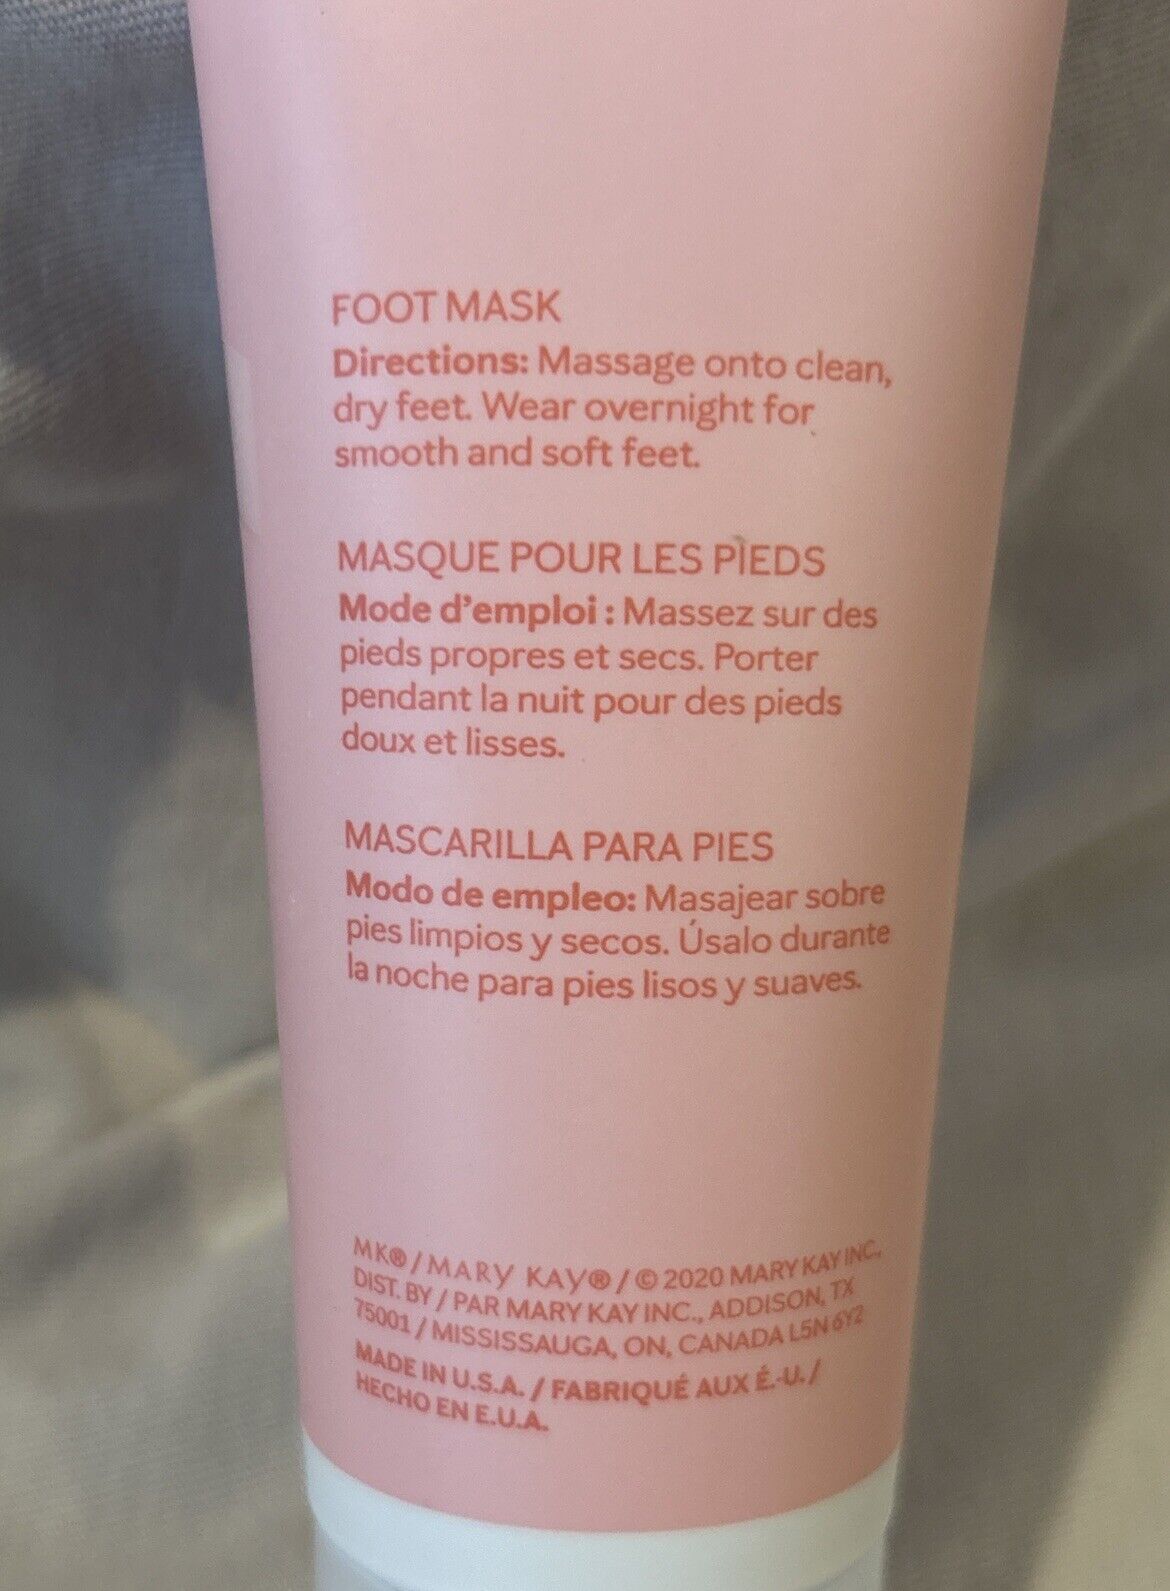 FOOT MASK
Directions: Massage onto clean,
dry feet. Wear overnight for
smooth and soft feet.
MASQUE POUR LES PIEDS
Mode d'emploi : Massez sur des
pieds propres et secs. Porter
pendant la nuit pour des pieds
doux et lisses.
MASCARILLA PARA PIES
Modo de empleo: Masajear sobre
pies limpios y secos. Úsalo durante
la noche para pies lisos y suaves.
MK® / MARY KAY® / © 2020 MARY KAY INC.
DIST. BY / PAR MARY KAY INC., ADDISON, TX
75001 / MISSISSAUGA, ON, CANADA L5N 6Y2
MADE IN U.S.A. / FABRIQUÉ AUX É.-U. /
HECHO EN E.U.A.